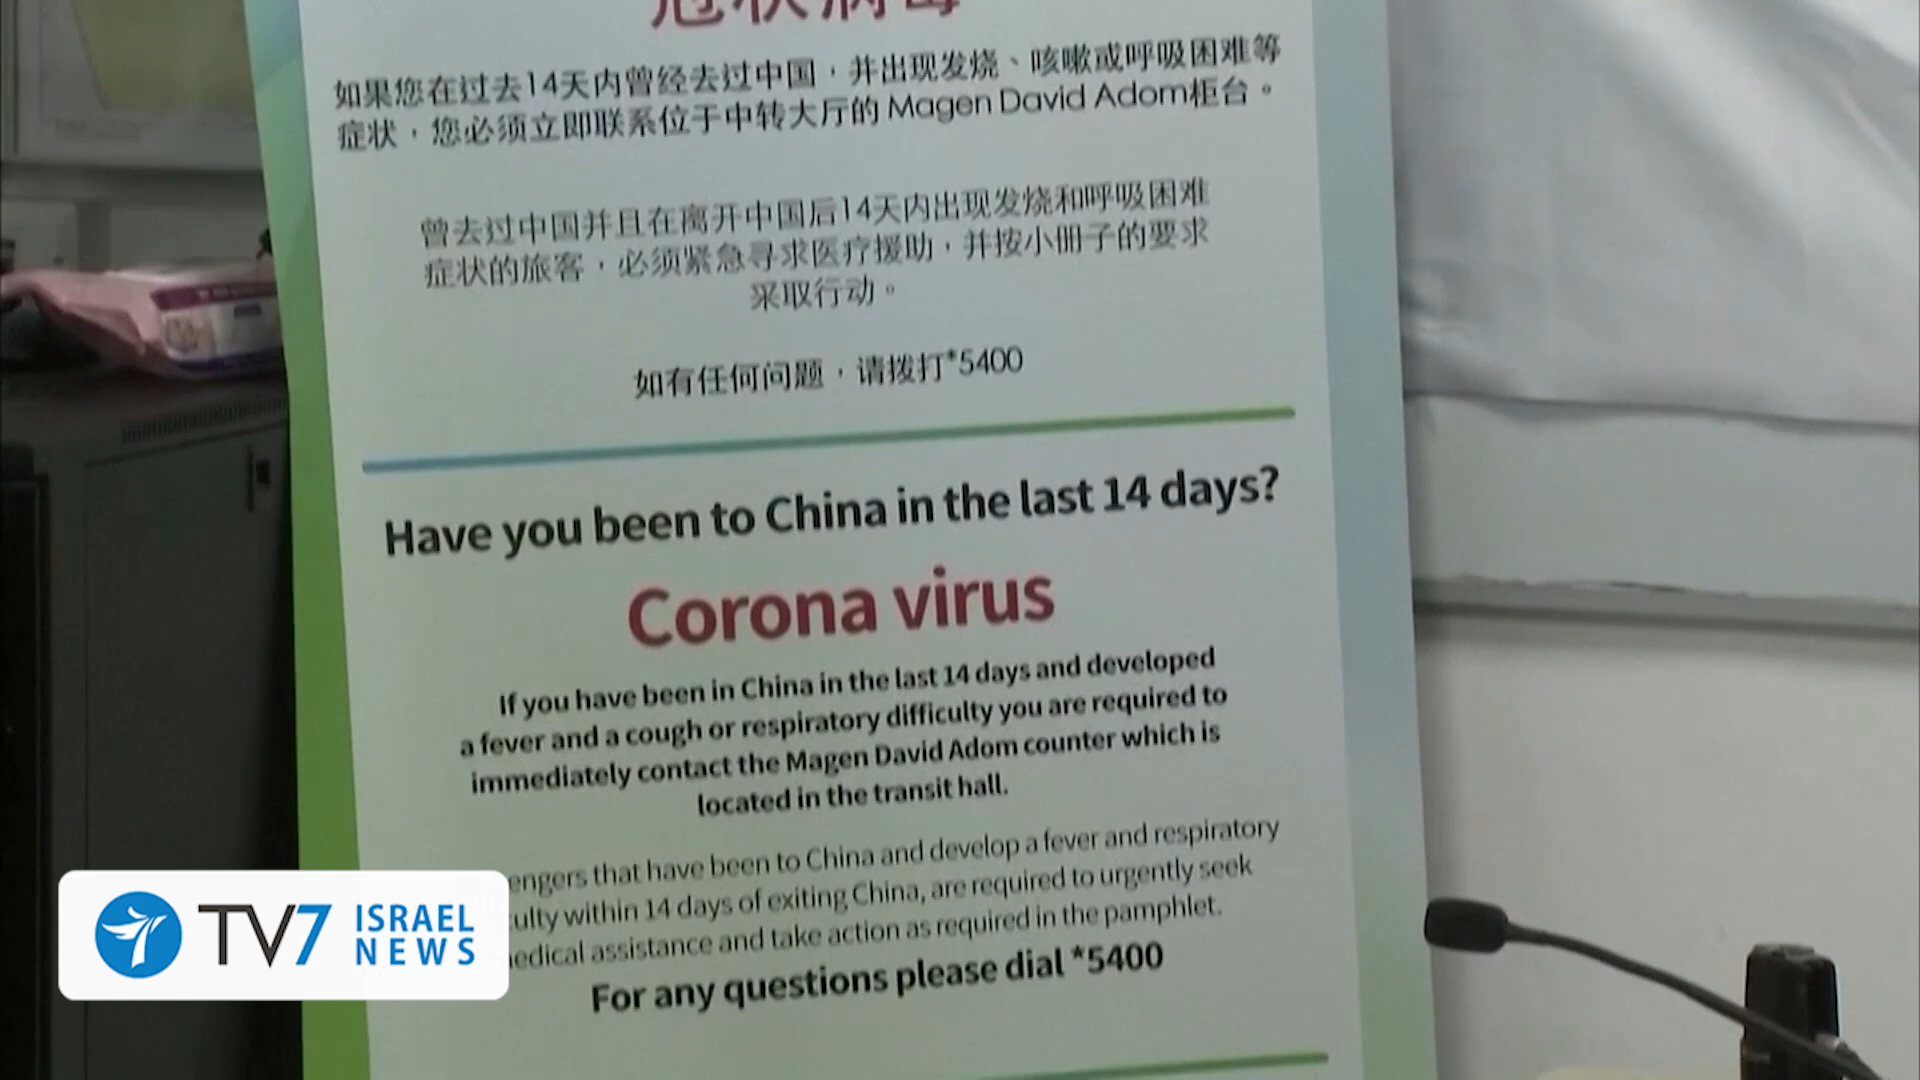 冠状病毒
如果您在过去14天内曾经去过中国，并出现发烧、咳嗽或呼吸困难等
症状，您必须立即联系位于中转大厅的 Magen David Adom柜台。
曾去过中国并且在离开中国后14天内出现发烧和呼吸困难
症状的旅客，必须紧急寻求医疗援助，并按小册子的要求
采取行动。
如有任何问题，请拨打*5400
Have you been to China in the last 14 days?
Corona virus
If you have been in China in the last 14 days and developed
a fever and a cough or respiratory difficulty you are required to
immediately contact the Magen David Adom counter which is
located in the transit hall.
engers that have been to China and develop a fever and respiratory
culty within 14 days of exiting China, are required to urgently seek
medical assistance and take action as required in the pamphlet.
For any questions please dial *5400
TV7 ISRAEL
NEWS